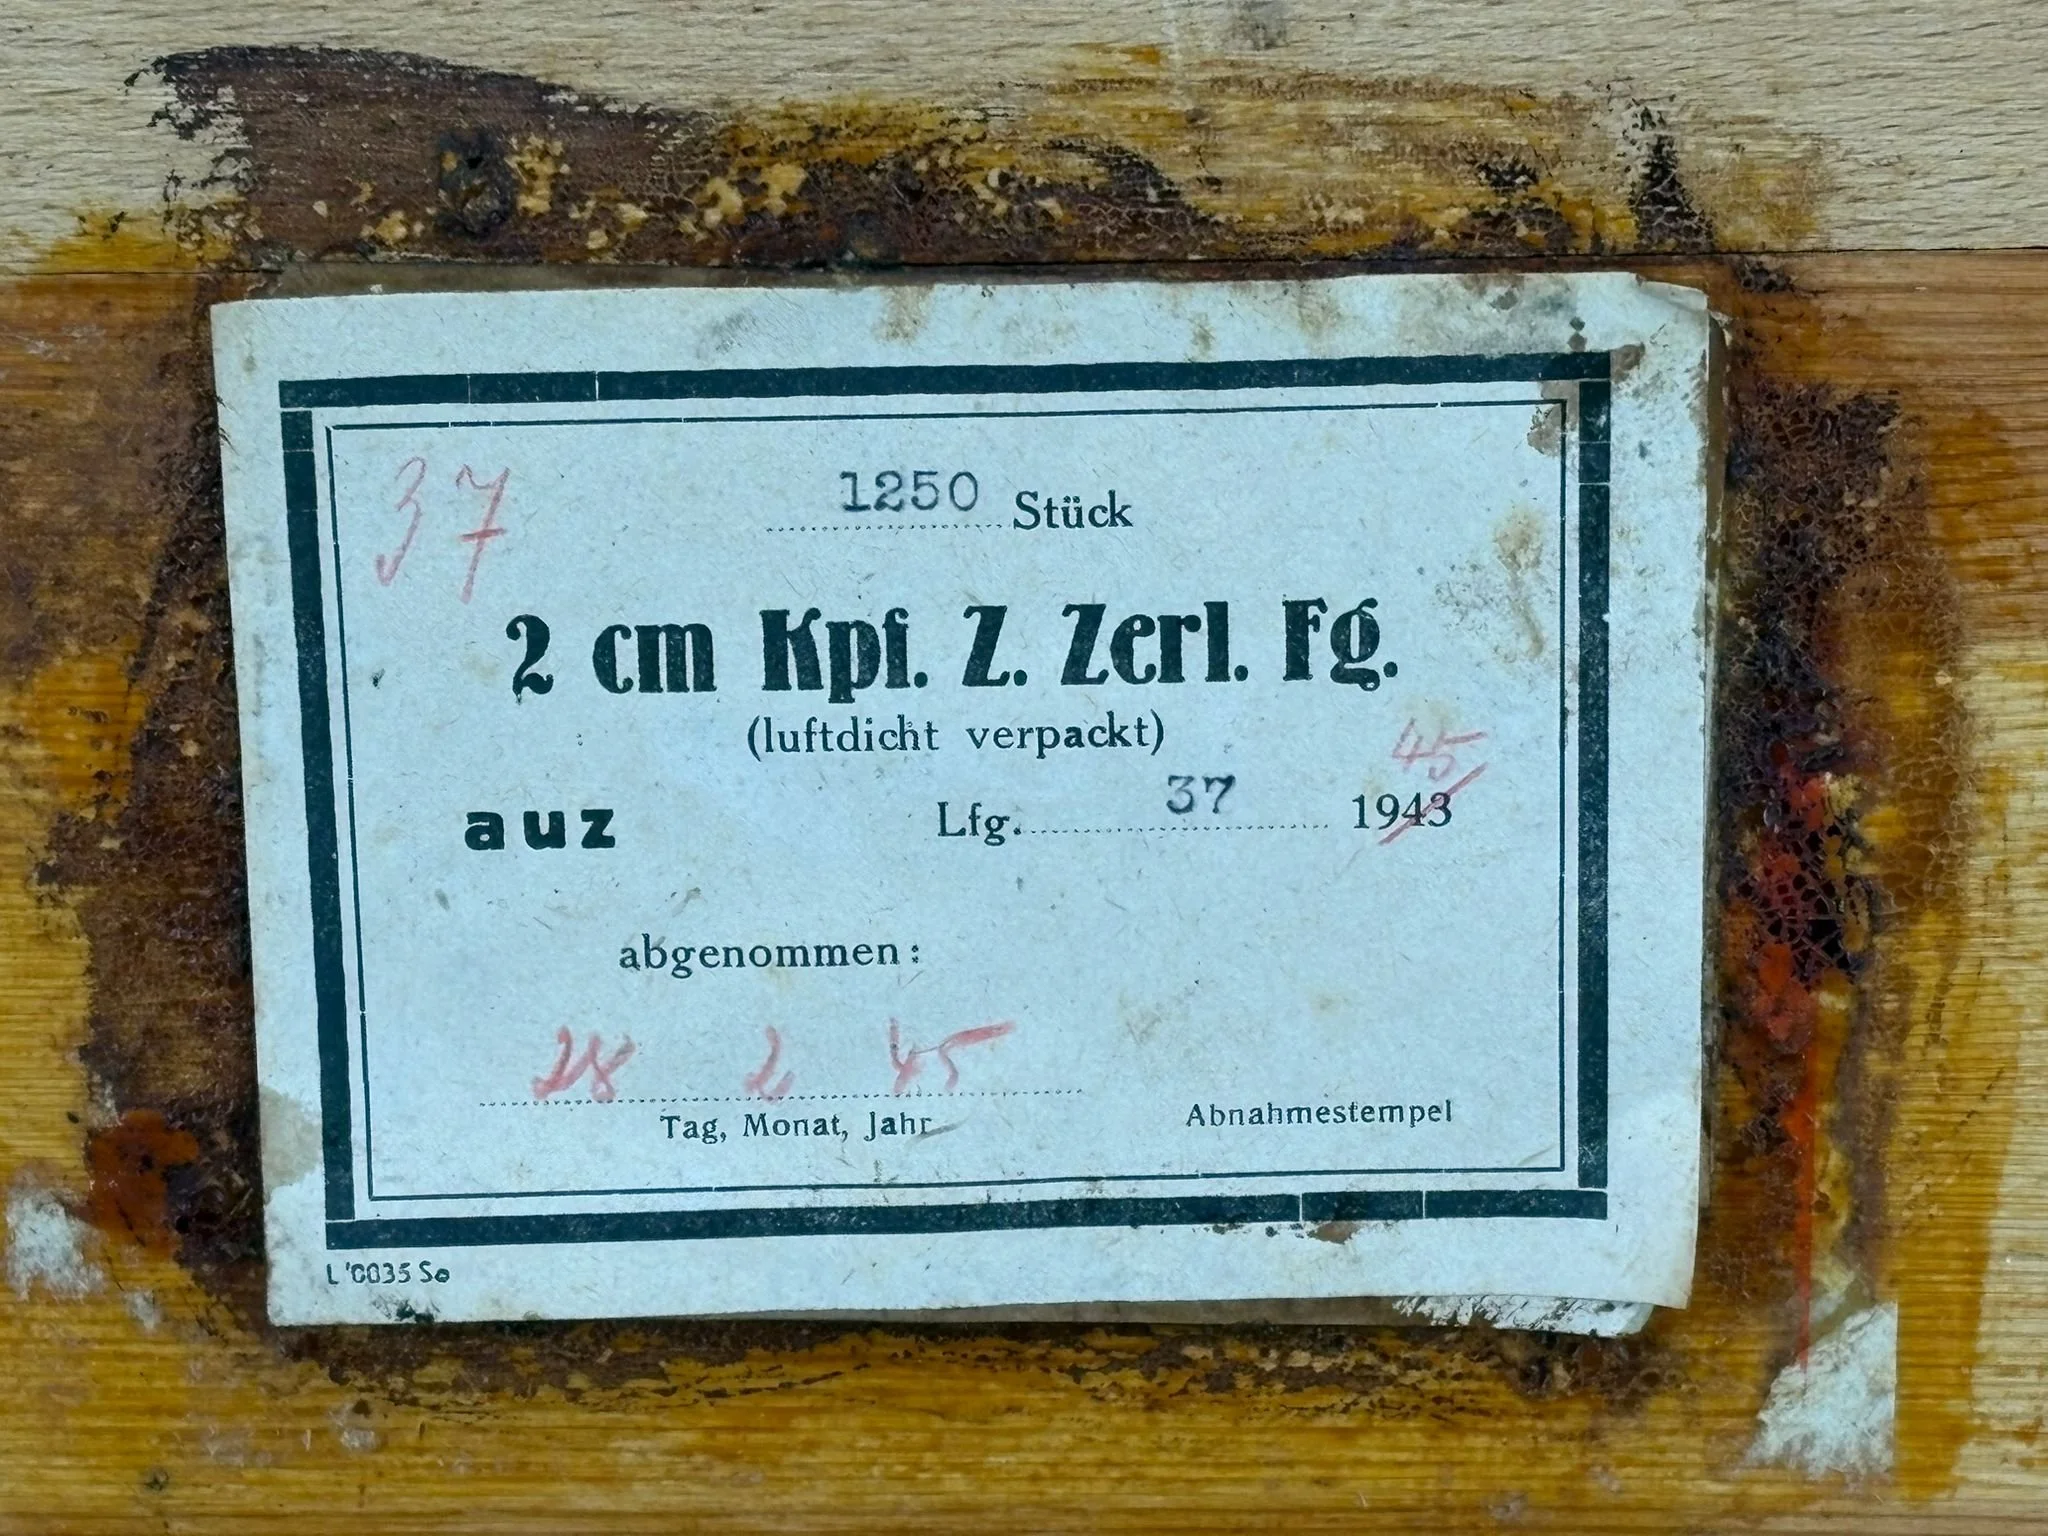 37
1250 Stück
2 cm Kpf. Z. Zerl. Fg.
(luftdicht verpackt)
45
auz Lfg. 37 1943
abgenommen:
28 2 45
Tag, Monat, Jahr Abnahmestempel
L'0035 So